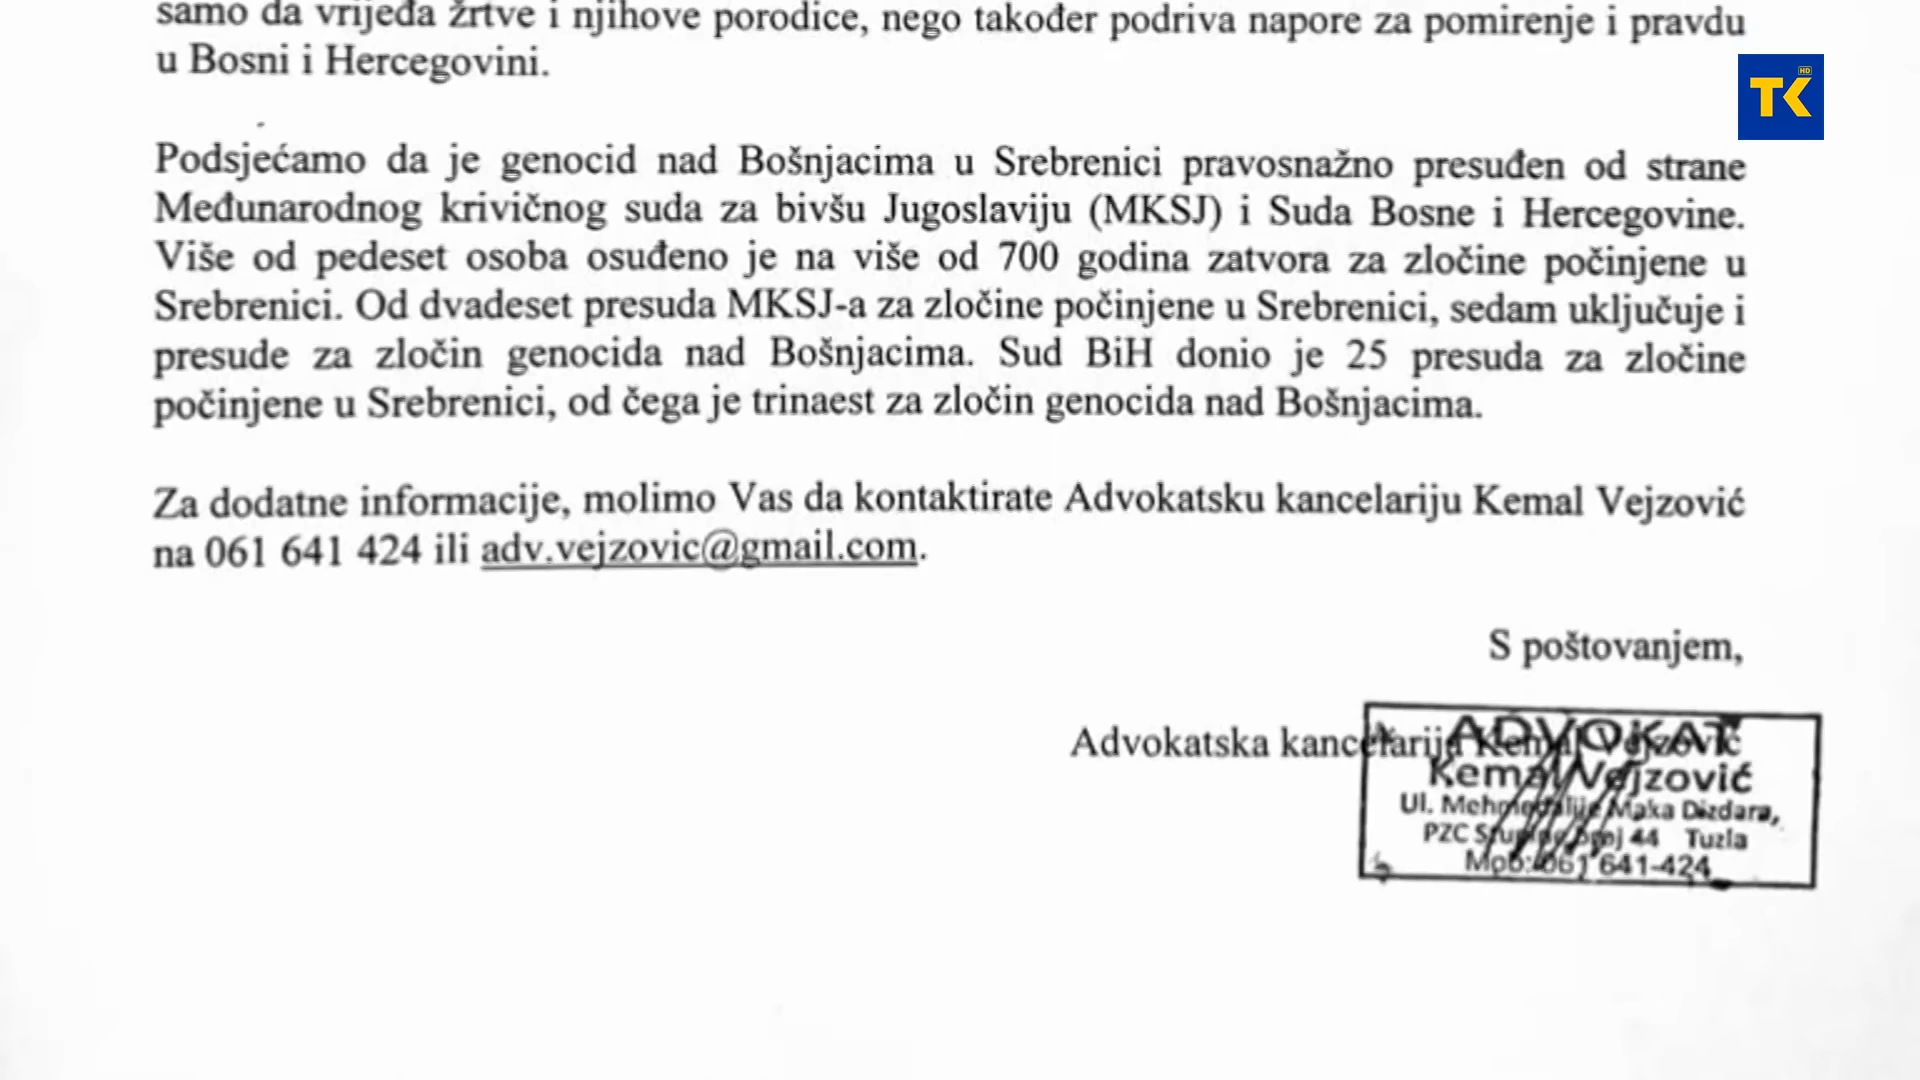 samo da vrijeđa žrtve i njihove porodice, nego također podriva napore za pomirenje i pravdu
u Bosni i Hercegovini.
TK HD
Podsjećamo da je genocid nad Bošnjacima u Srebrenici pravosnažno presuđen od strane
Međunarodnog krivičnog suda za bivšu Jugoslaviju (MKSJ) i Suda Bosne i Hercegovine.
Više od pedeset osoba osuđeno je na više od 700 godina zatvora za zločine počinjene u
Srebrenici. Od dvadeset presuda MKSJ-a za zločine počinjene u Srebrenici, sedam uključuje i
presude za zločin genocida nad Bošnjacima. Sud BiH donio je 25 presuda za zločine
počinjene u Srebrenici, od čega je trinaest za zločin genocida nad Bošnjacima.
Za dodatne informacije, molimo Vas da kontaktirate Advokatsku kancelariju Kemal Vejzović
na 061 641 424 ili adv.vejzovic@gmail.com.
S poštovanjem,
Advokatska kancelarija Kemal Vejzović
ADVOKAT
Kemal Vejzović
Ul. Mehmedalije Maka Dizdara,
PZC Broj 44 Tuzla
Mob: 061 641-424